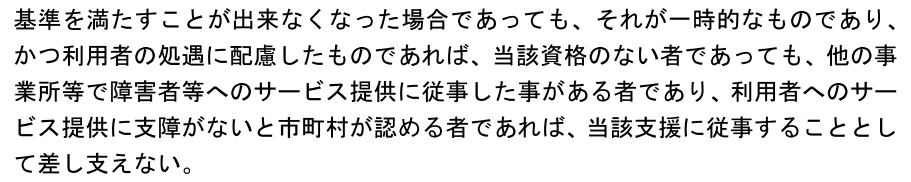 基準を満たすことが出来なくなった場合であっても、それが一時的なものであり、
かつ利用者の処遇に配慮したものであれば、当該資格のない者であっても、他の事
業所等で障害者等へのサービス提供に従事した事がある者であり、利用者へのサー
ビス提供に支障がないと市町村が認める者であれば、当該支援に従事することとし
て差し支えない。